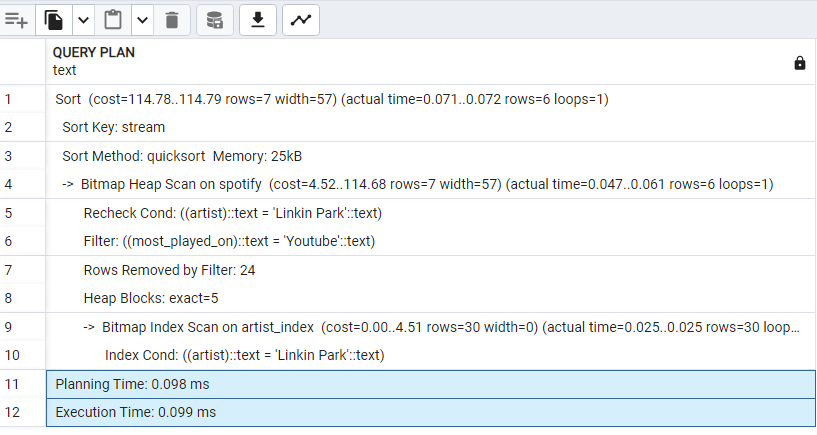 QUERY PLAN
text
1 Sort (cost=114.78..114.79 rows=7 width=57) (actual time=0.071..0.072 rows=6 loops=1)
2 Sort Key: stream
3 Sort Method: quicksort Memory: 25kB
4 -> Bitmap Heap Scan on spotify (cost=4.52..114.68 rows=7 width=57) (actual time=0.047..0.061 rows=6 loops=1)
5 Recheck Cond: ((artist)::text = 'Linkin Park'::text)
6 Filter: ((most_played_on)::text = 'Youtube'::text)
7 Rows Removed by Filter: 24
8 Heap Blocks: exact=5
9 -> Bitmap Index Scan on artist_index (cost=0.00..4.51 rows=30 width=0) (actual time=0.025..0.025 rows=30 loop...
10 Index Cond: ((artist)::text = 'Linkin Park'::text)
11 Planning Time: 0.098 ms
12 Execution Time: 0.099 ms